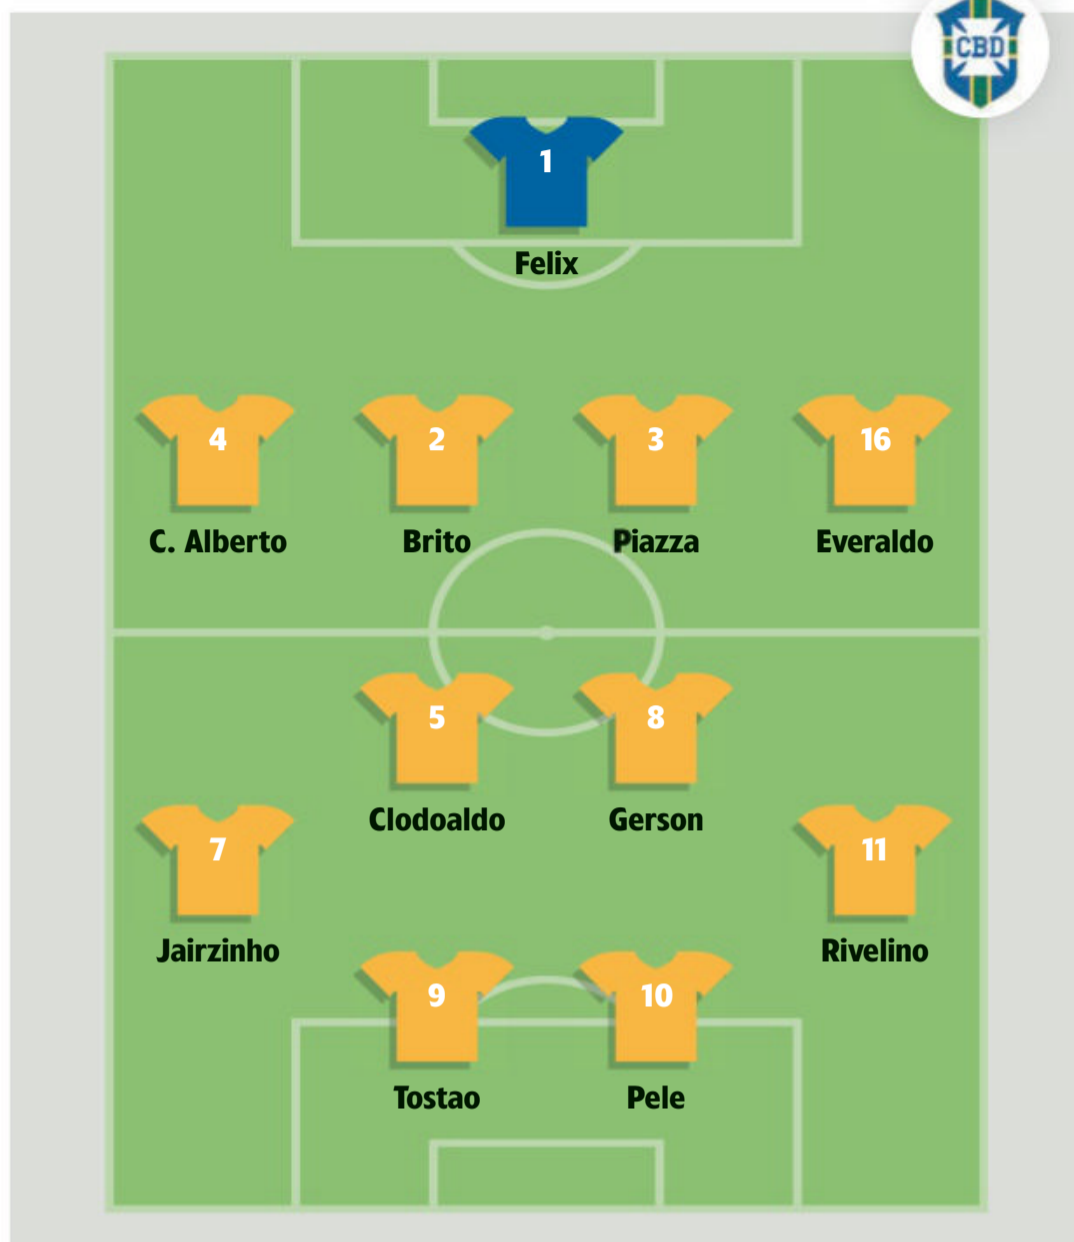 CBD
1
Felix
4
C. Alberto
2
Brito
3
Piazza
16
Everaldo
5
Clodoaldo
8
Gerson
7
Jairzinho
11
Rivelino
9
Tostao
10
Pele